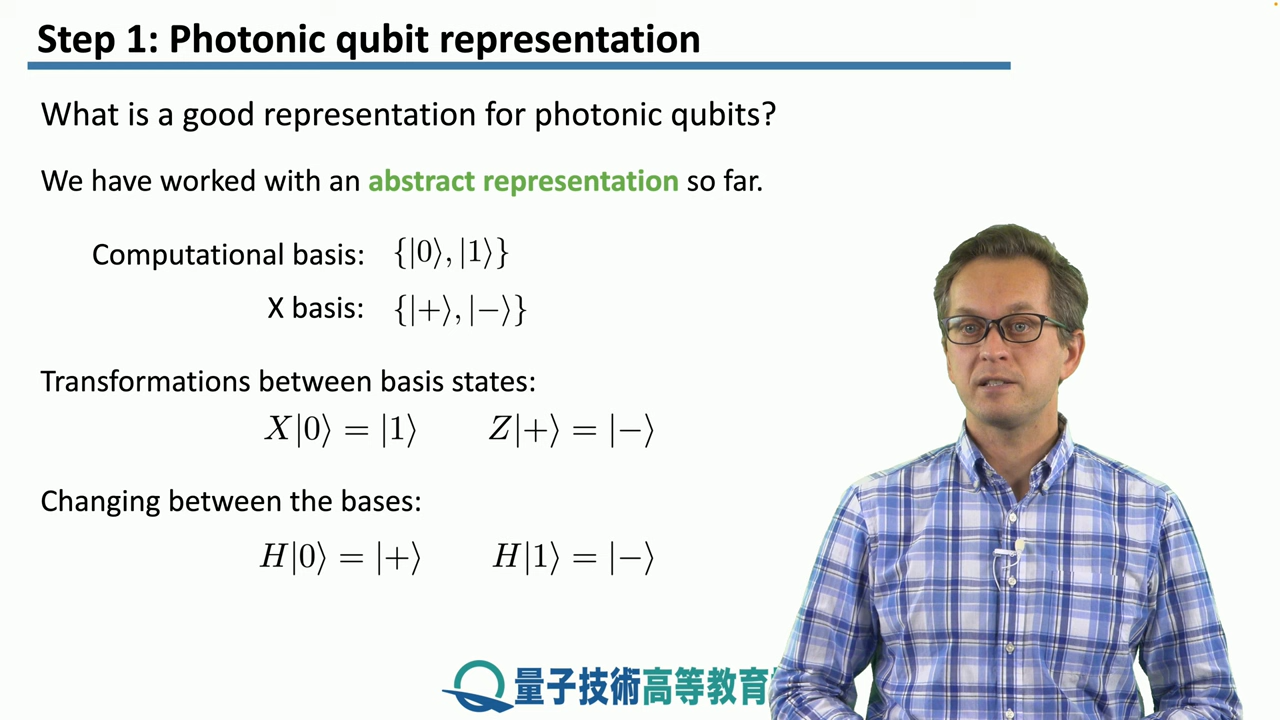 Step 1: Photonic qubit representation
What is a good representation for photonic qubits?
We have worked with an abstract representation so far.
Computational basis: {|0⟩, |1⟩}
X basis: {|+⟩, |−⟩}
Transformations between basis states:
X|0⟩ = |1⟩ Z|+⟩ = |−⟩
Changing between the bases:
H|0⟩ = |+⟩ H|1⟩ = |−⟩
量子技術高等教育